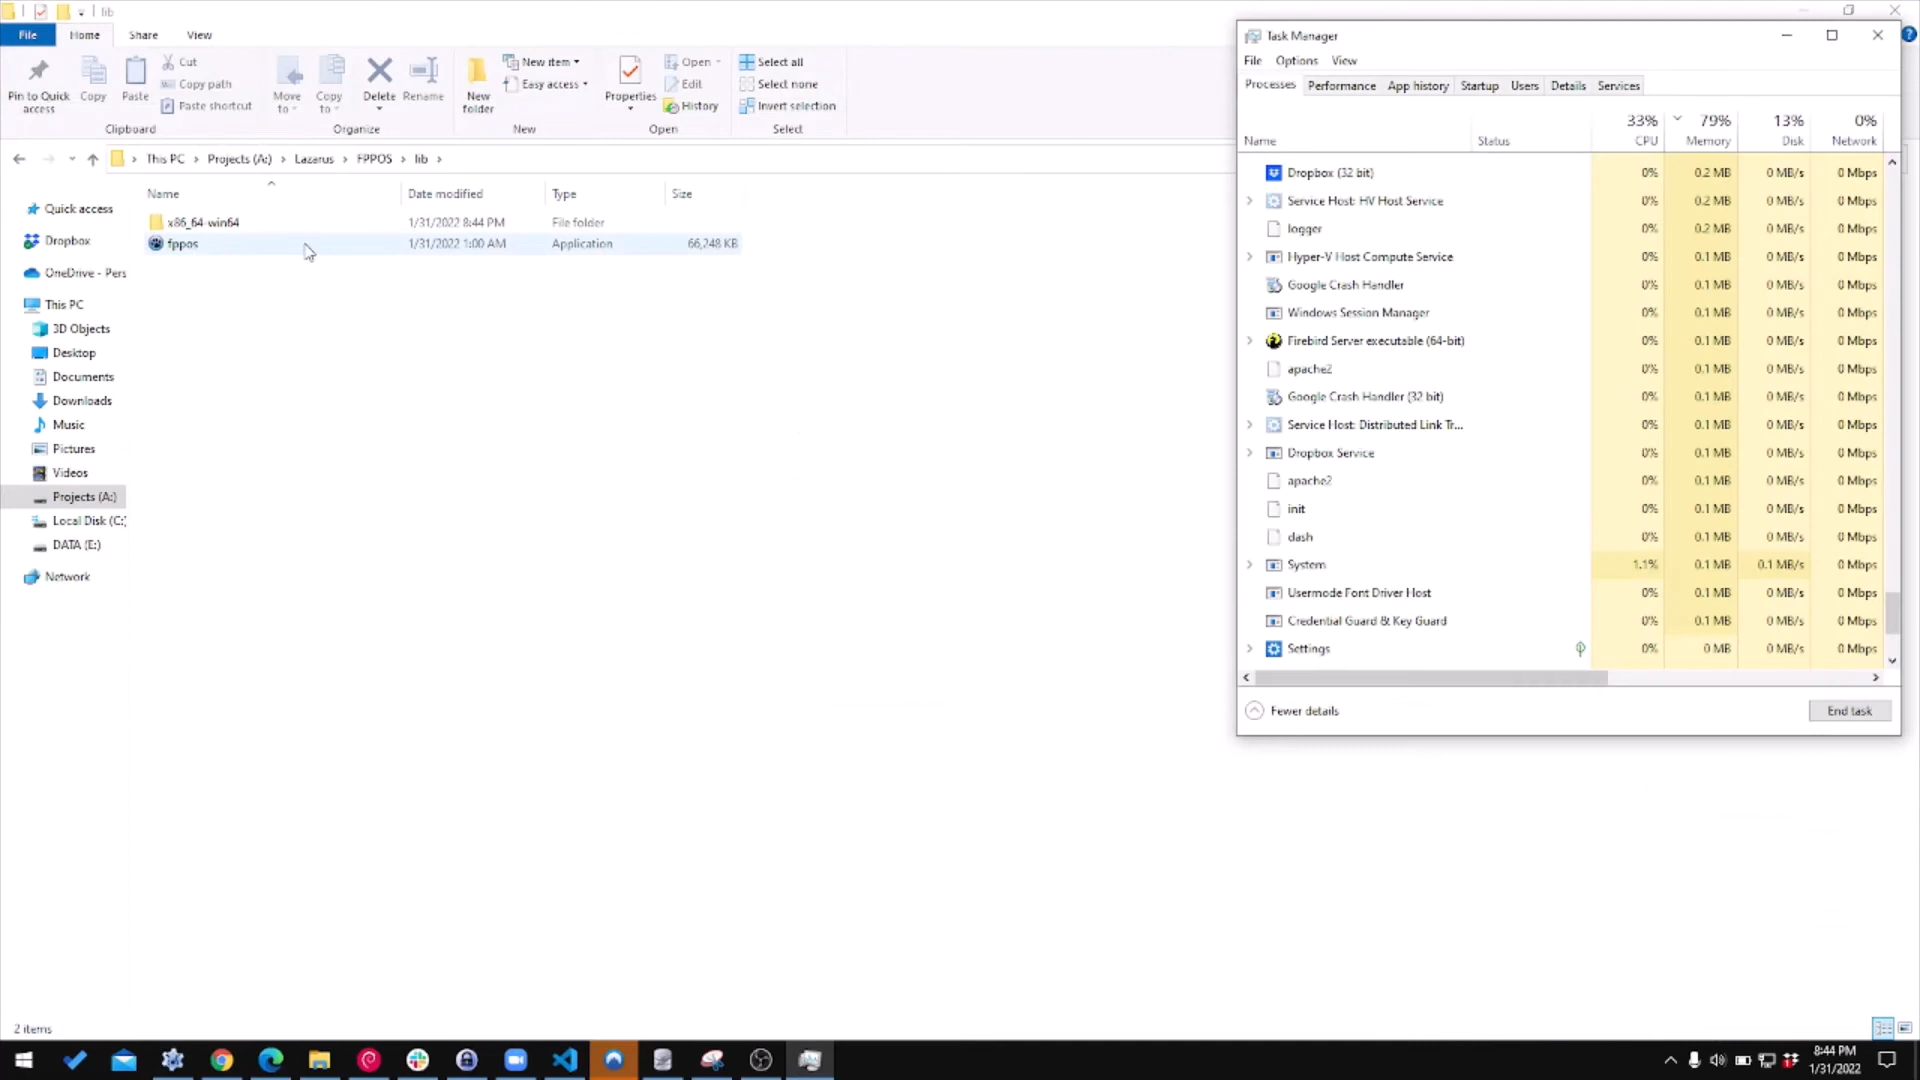 lib
File Home Share View
Pin to Quick access
Copy
Paste
Cut
Copy path
Paste shortcut
Clipboard
Move to
Copy to
Delete
Rename
Organize
New folder
New item
Easy access
New
Properties
Open
Edit
History
Open
Select all
Select none
Invert selection
Select
This PC > Projects (A:) > Lazarus > FPPOS > lib >
Name Date modified Type Size
x86_64-win64 1/31/2022 8:44 PM File folder
fppos 1/31/2022 1:00 AM Application 66,248 KB
Quick access
Dropbox
OneDrive - Pers
This PC
3D Objects
Desktop
Documents
Downloads
Music
Pictures
Videos
Projects (A:)
Local Disk (C:)
DATA (E:)
Network
2 items
Task Manager
File Options View
Processes Performance App history Startup Users Details Services
33% 79% 13% 0%
Name Status CPU Memory Disk Network
Dropbox (32 bit) 0% 0.2 MB 0 MB/s 0 Mbps
Service Host: HV Host Service 0% 0.2 MB 0 MB/s 0 Mbps
logger 0% 0.2 MB 0 MB/s 0 Mbps
Hyper-V Host Compute Service 0% 0.1 MB 0 MB/s 0 Mbps
Google Crash Handler 0% 0.1 MB 0 MB/s 0 Mbps
Windows Session Manager 0% 0.1 MB 0 MB/s 0 Mbps
Firebird Server executable (64-bit) 0% 0.1 MB 0 MB/s 0 Mbps
apache2 0% 0.1 MB 0 MB/s 0 Mbps
Google Crash Handler (32 bit) 0% 0.1 MB 0 MB/s 0 Mbps
Service Host: Distributed Link Tr... 0% 0.1 MB 0 MB/s 0 Mbps
Dropbox Service 0% 0.1 MB 0 MB/s 0 Mbps
apache2 0% 0.1 MB 0 MB/s 0 Mbps
init 0% 0.1 MB 0 MB/s 0 Mbps
dash 0% 0.1 MB 0 MB/s 0 Mbps
System 1.1% 0.1 MB 0.1 MB/s 0 Mbps
Usermode Font Driver Host 0% 0.1 MB 0 MB/s 0 Mbps
Credential Guard & Key Guard 0% 0.1 MB 0 MB/s 0 Mbps
Settings 0% 0 MB 0 MB/s 0 Mbps
Fewer details
End task
8:44 PM
1/31/2022